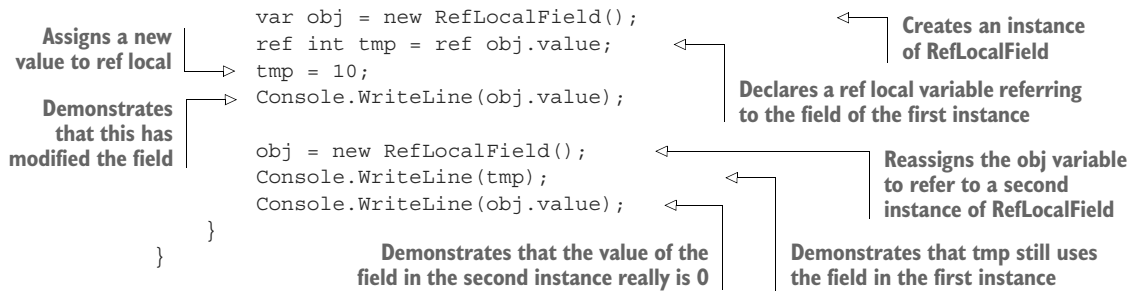 var obj = new RefLocalField();
Creates an instance
of RefLocalField
Assigns a new
value to ref local
ref int tmp = ref obj.value;
tmp = 10;
Declares a ref local variable referring
to the field of the first instance
Demonstrates
that this has
modified the field
Console.WriteLine(obj.value);
obj = new RefLocalField();
Reassigns the obj variable
to refer to a second
instance of RefLocalField
Console.WriteLine(tmp);
Console.WriteLine(obj.value);
}
}
Demonstrates that the value of the
field in the second instance really is 0
Demonstrates that tmp still uses
the field in the first instance